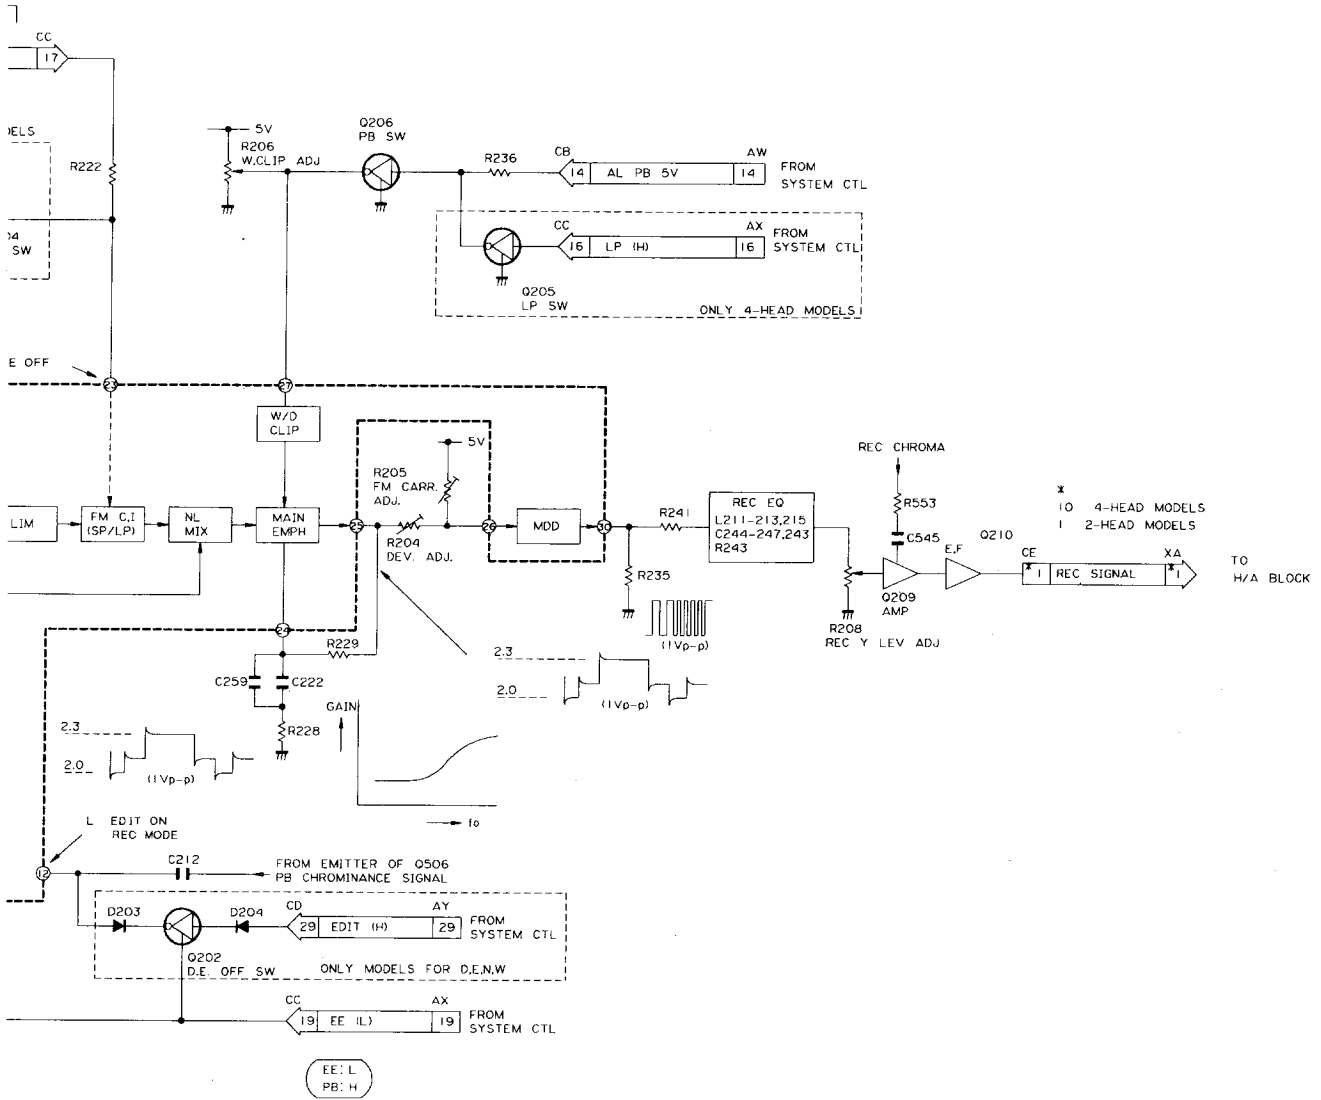 CC
17
R222
5V
R206
W.CLIP ADJ
Q206
PB SW
R236
CB
14 AL PB 5V 14
AW
FROM
SYSTEM CTL
CC
16 LP (H) 16
AX
FROM
SYSTEM CTL
Q205
LP SW
ONLY 4-HEAD MODELS
DELS
04
SW
E OFF
23
27
W/D
CLIP
LIM
FM C,I
(SP/LP)
NL
MIX
MAIN
EMPH
25
R205
FM CARR.
ADJ.
5V
R204
DEV. ADJ.
26
MDD
30
R241
R235
(1Vp-p)
REC EQ
L211-213,215
C244-247,243
R243
REC CHROMA
R553
C545
Q209
AMP
E,F
Q210
R208
REC Y LEV ADJ
*
10 4-HEAD MODELS
1 2-HEAD MODELS
CE
*1 REC SIGNAL *1
XA
TO
H/A BLOCK
24
R229
C259
C222
R228
2.3
2.0
(1Vp-p)
2.3
2.0
(1Vp-p)
GAIN
fo
L EDIT ON
REC MODE
12
C212
FROM EMITTER OF Q506
PB CHROMINANCE SIGNAL
D203
D204
Q202
D.E. OFF SW
CD
29 EDIT (H) 29
AY
FROM
SYSTEM CTL
ONLY MODELS FOR D,E,N,W
CC
19 EE (L) 19
AX
FROM
SYSTEM CTL
EE: L
PB: H